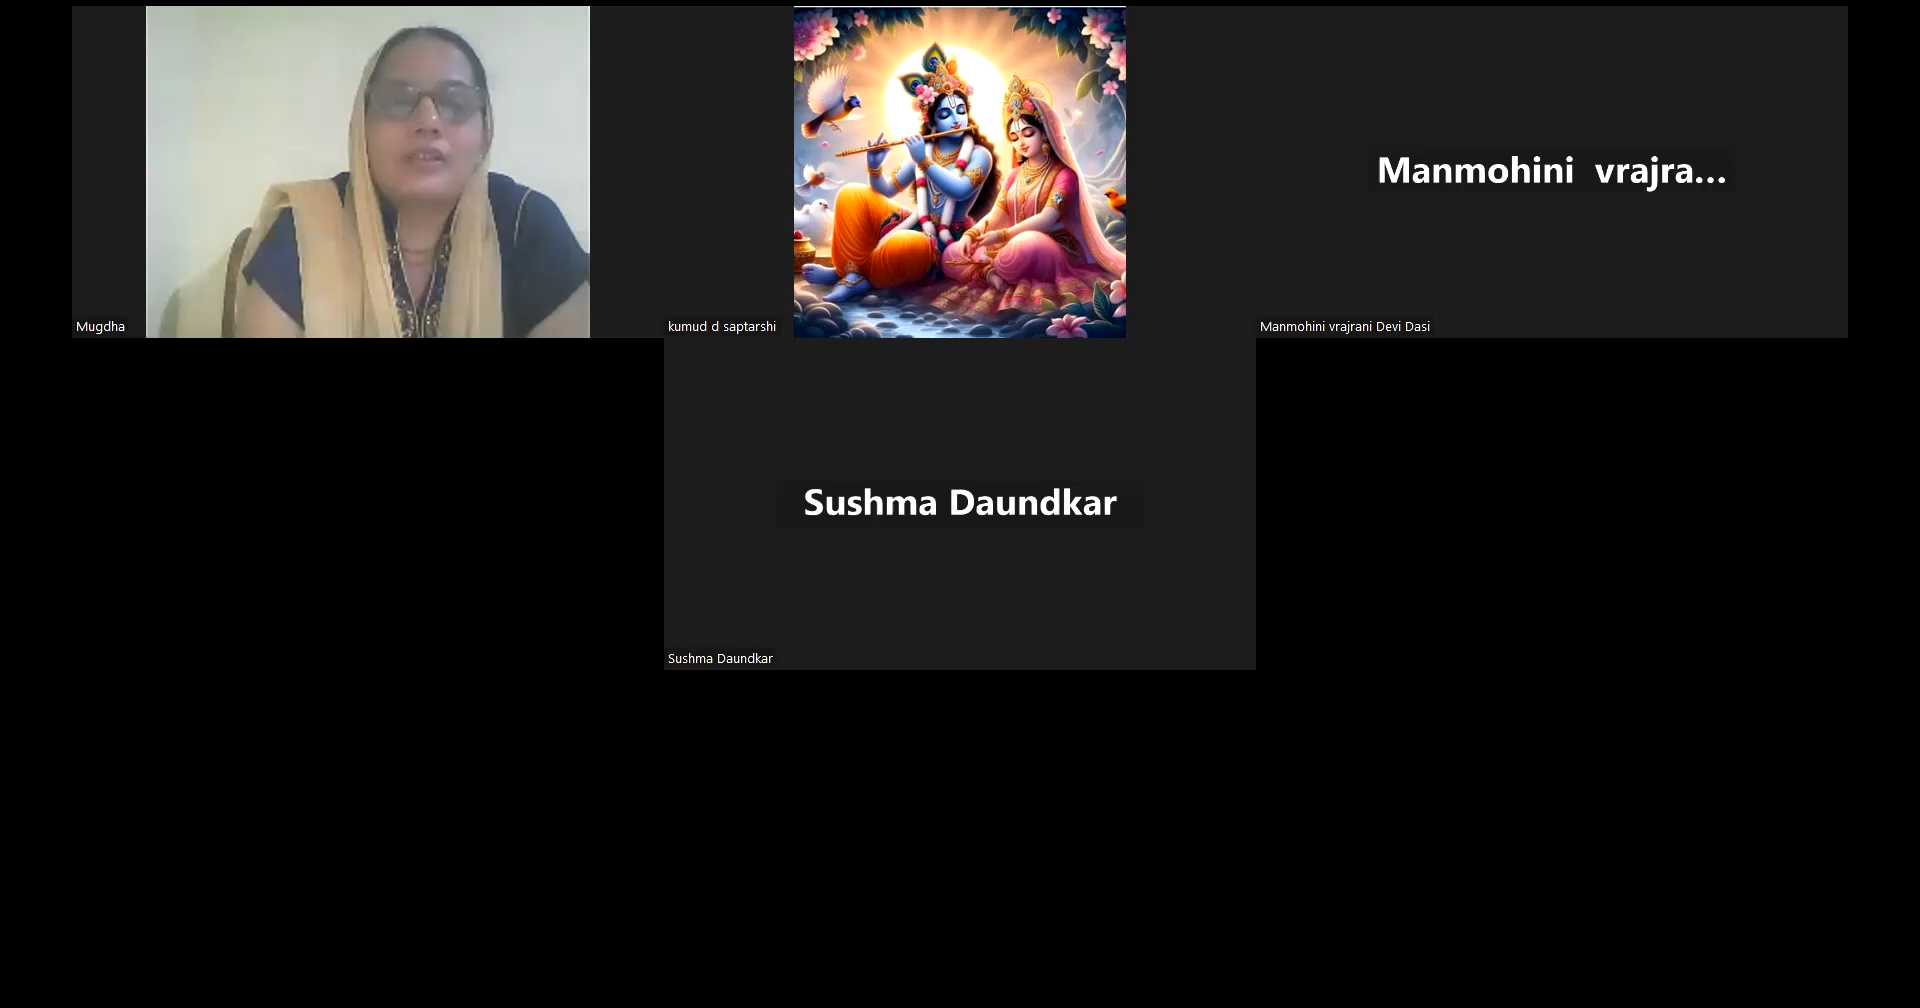 Mugdha
kumud d saptarshi
Manmohini vrajra...
Manmohini vrajrani Devi Dasi
Sushma Daundkar
Sushma Daundkar